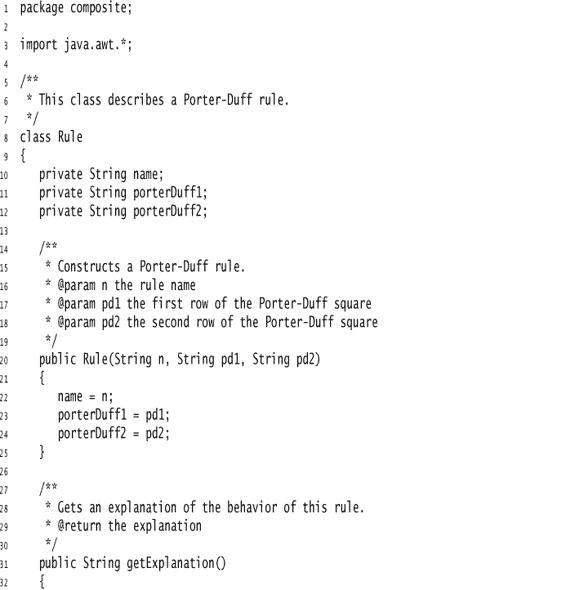 1 package composite;
2
3 import java.awt.*;
4
5 /**
6  * This class describes a Porter-Duff rule.
7  */
8 class Rule
9 {
10    private String name;
11    private String porterDuff1;
12    private String porterDuff2;
13
14    /**
15     * Constructs a Porter-Duff rule.
16     * @param n the rule name
17     * @param pd1 the first row of the Porter-Duff square
18     * @param pd2 the second row of the Porter-Duff square
19     */
20    public Rule(String n, String pd1, String pd2)
21    {
22       name = n;
23       porterDuff1 = pd1;
24       porterDuff2 = pd2;
25    }
26
27    /**
28     * Gets an explanation of the behavior of this rule.
29     * @return the explanation
30     */
31    public String getExplanation()
32    {